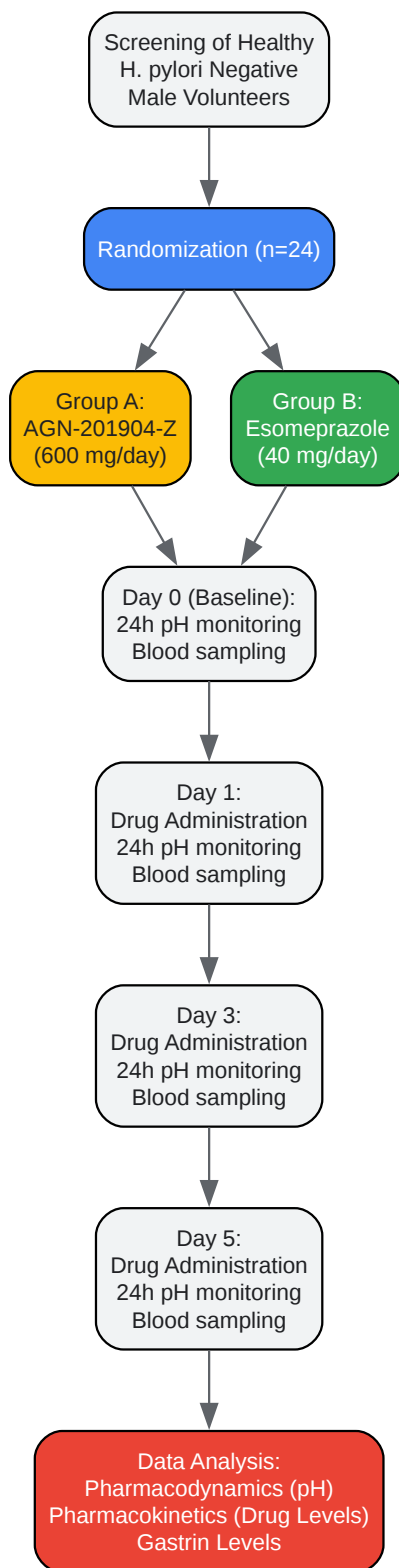 Screening of Healthy
H. pylori Negative
Male Volunteers
Randomization (n=24)
Group A:
AGN-201904-Z
(600 mg/day)
Group B:
Esomeprazole
(40 mg/day)
Day 0 (Baseline):
24h pH monitoring
Blood sampling
Day 1:
Drug Administration
24h pH monitoring
Blood sampling
Day 3:
Drug Administration
24h pH monitoring
Blood sampling
Day 5:
Drug Administration
24h pH monitoring
Blood sampling
Data Analysis:
Pharmacodynamics (pH)
Pharmacokinetics (Drug Levels)
Gastrin Levels